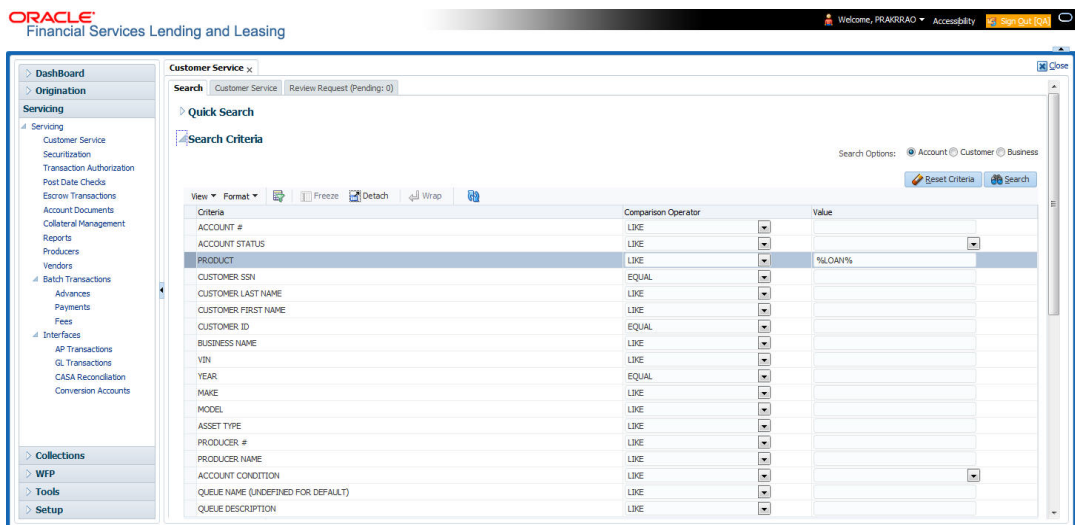 ORACLE
Financial Services Lending and Leasing
Welcome, PRAKRRAO
Accessibility
Sign Out [QA]
DashBoard
Origination
Servicing
Servicing
Customer Service
Securitization
Transaction Authorization
Post Date Checks
Escrow Transactions
Account Documents
Collateral Management
Reports
Producers
Vendors
Batch Transactions
Advances
Payments
Fees
Interfaces
AP Transactions
GL Transactions
CASA Reconciliation
Conversion Accounts
Collections
WFP
Tools
Setup
Customer Service
Close
Search Customer Service Review Request (Pending: 0)
Quick Search
Search Criteria
Search Options: Account Customer Business
Reset Criteria Search
View Format Freeze Detach Wrap
Criteria Comparison Operator Value
ACCOUNT # LIKE
ACCOUNT STATUS LIKE
PRODUCT LIKE %LOAN%
CUSTOMER SSN EQUAL
CUSTOMER LAST NAME LIKE
CUSTOMER FIRST NAME LIKE
CUSTOMER ID EQUAL
BUSINESS NAME LIKE
VIN LIKE
YEAR EQUAL
MAKE LIKE
MODEL LIKE
ASSET TYPE LIKE
PRODUCER # LIKE
PRODUCER NAME LIKE
ACCOUNT CONDITION LIKE
QUEUE NAME (UNDEFINED FOR DEFAULT) LIKE
QUEUE DESCRIPTION LIKE